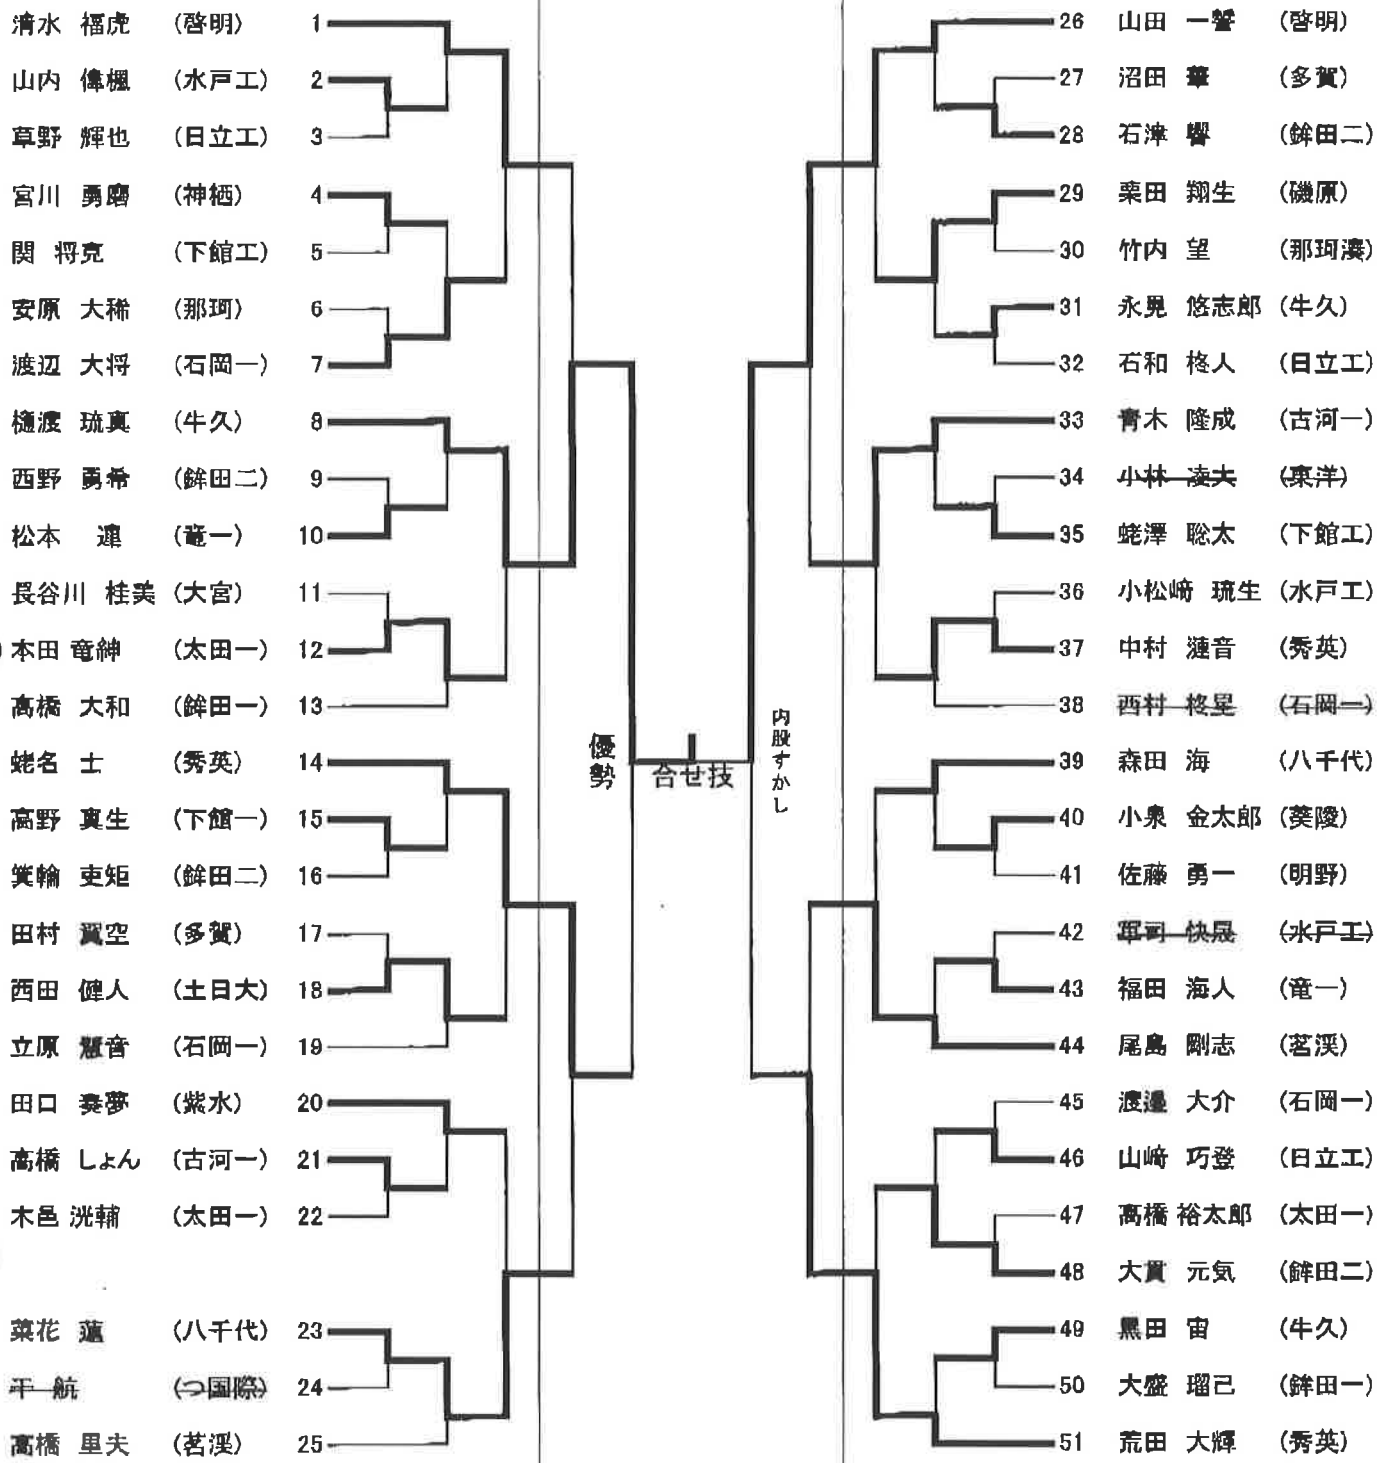 清水 福虎 (啓明) 1
山内 偉楓 (水戸工) 2
草野 輝也 (日立工) 3
宮川 勇磨 (神栖) 4
関 将克 (下館工) 5
安原 大稀 (那珂) 6
渡辺 大将 (石岡一) 7
樋渡 琉真 (牛久) 8
西野 勇希 (鉾田二) 9
松本 連 (竜一) 10
長谷川 桂美 (大宮) 11
本田 竜紳 (太田一) 12
髙橋 大和 (鉾田一) 13
蛯名 士 (秀英) 14
高野 真生 (下館一) 15
箕輪 吏矩 (鉾田二) 16
田村 翼空 (多賀) 17
西田 健人 (土日大) 18
立原 慧音 (石岡一) 19
田口 奏夢 (紫水) 20
髙橋 しょん (古河一) 21
木邑 洸輔 (太田一) 22
菜花 蓮 (八千代) 23
平 航 (つ国際) 24
髙橋 里夫 (茗渓) 25
優勢
合せ技
内股すかし
26 山田 一誓 (啓明)
27 沼田 華 (多賀)
28 石津 響 (鉾田二)
29 栗田 翔生 (磯原)
30 竹内 望 (那珂湊)
31 永見 悠志郎 (牛久)
32 石和 柊人 (日立工)
33 青木 隆成 (古河一)
34 小林 凌大 (東洋)
35 蛯澤 聡太 (下館工)
36 小松﨑 琉生 (水戸工)
37 中村 漣音 (秀英)
38 西村 柊星 (石岡一)
39 森田 海 (八千代)
40 小泉 金太郎 (葵陵)
41 佐藤 勇一 (明野)
42 軍司 快晟 (水戸工)
43 福田 海人 (竜一)
44 尾島 剛志 (茗渓)
45 渡邉 大介 (石岡一)
46 山﨑 巧登 (日立工)
47 髙橋 裕太郎 (太田一)
48 大貫 元気 (鉾田二)
49 黒田 宙 (牛久)
50 大盛 瑠己 (鉾田一)
51 荒田 大輝 (秀英)